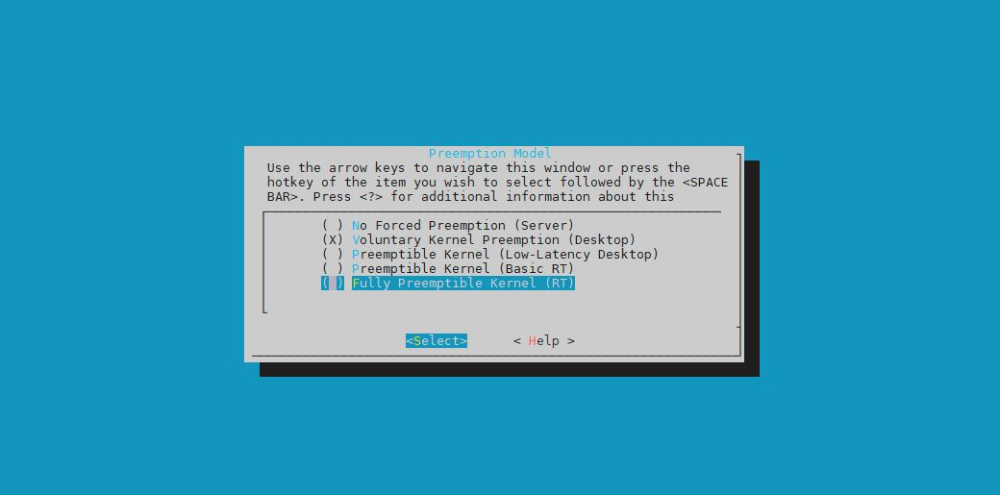 Preemption Model
Use the arrow keys to navigate this window or press the
hotkey of the item you wish to select followed by the <SPACE
BAR>. Press <?> for additional information about this
( ) No Forced Preemption (Server)
(X) Voluntary Kernel Preemption (Desktop)
( ) Preemptible Kernel (Low-Latency Desktop)
( ) Preemptible Kernel (Basic RT)
( ) Fully Preemptible Kernel (RT)
<Select> < Help >